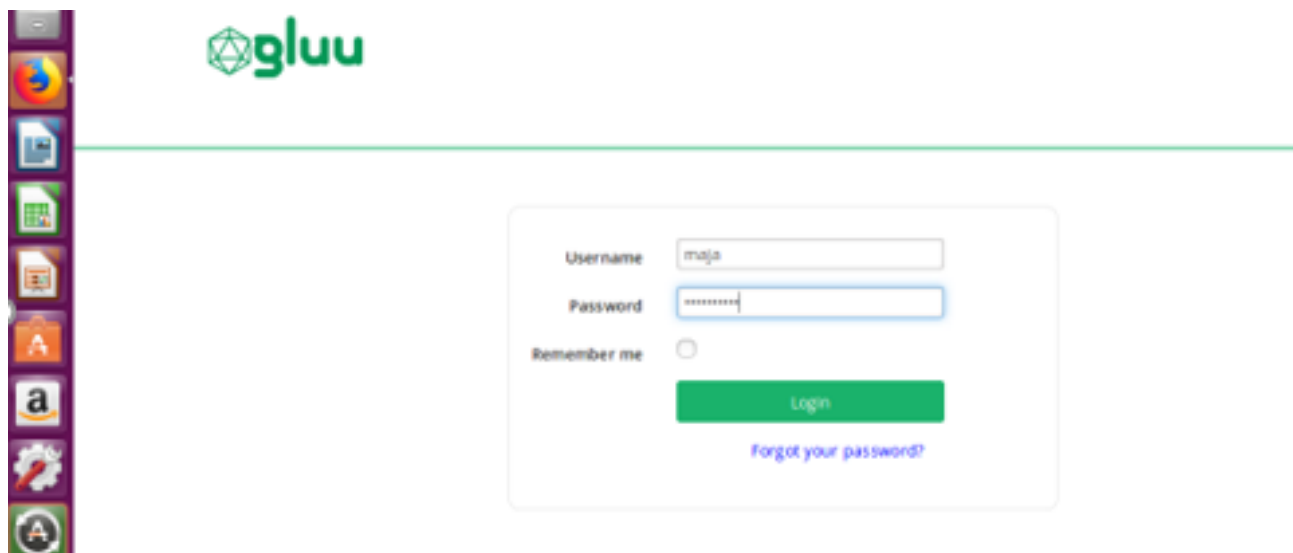 gluu
Username maja
Password ••••••••••
Remember me
Login
Forgot your password?